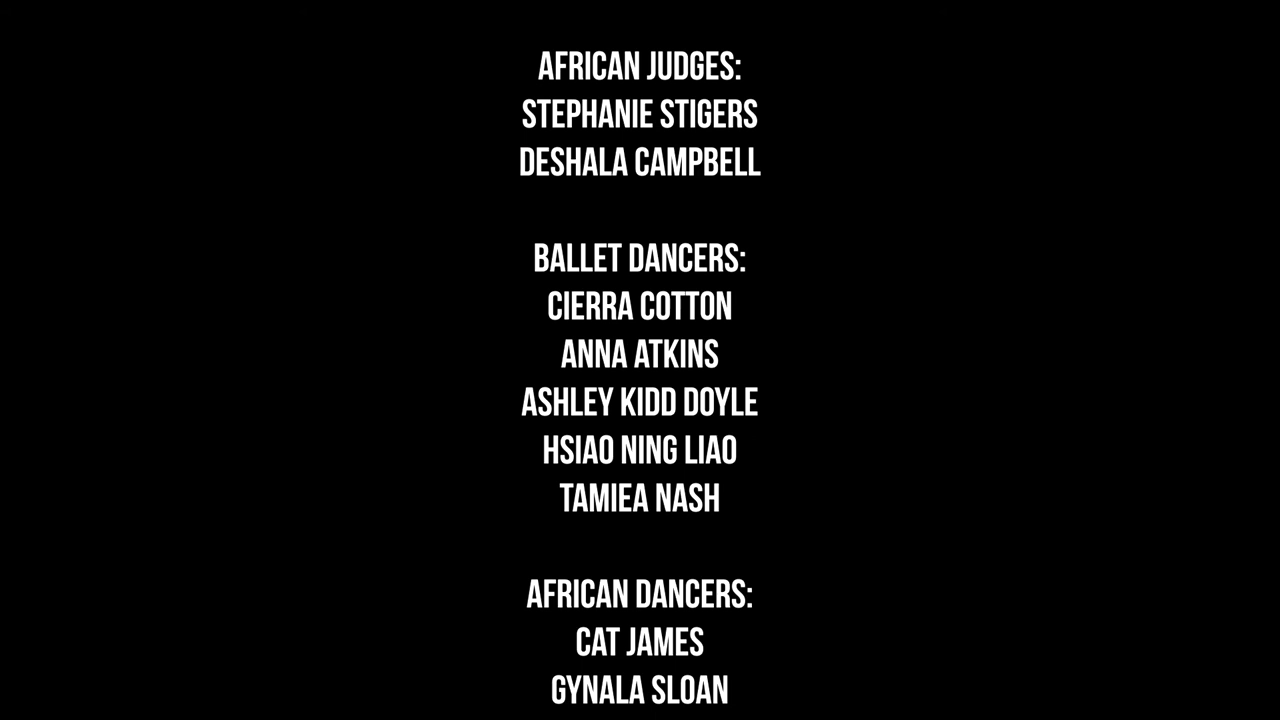 AFRICAN JUDGES:
STEPHANIE STIGERS
DESHALA CAMPBELL
BALLET DANCERS:
CIERRA COTTON
ANNA ATKINS
ASHLEY KIDD DOYLE
HSIAO NING LIAO
TAMIEA NASH
AFRICAN DANCERS:
CAT JAMES
GYNALA SLOAN